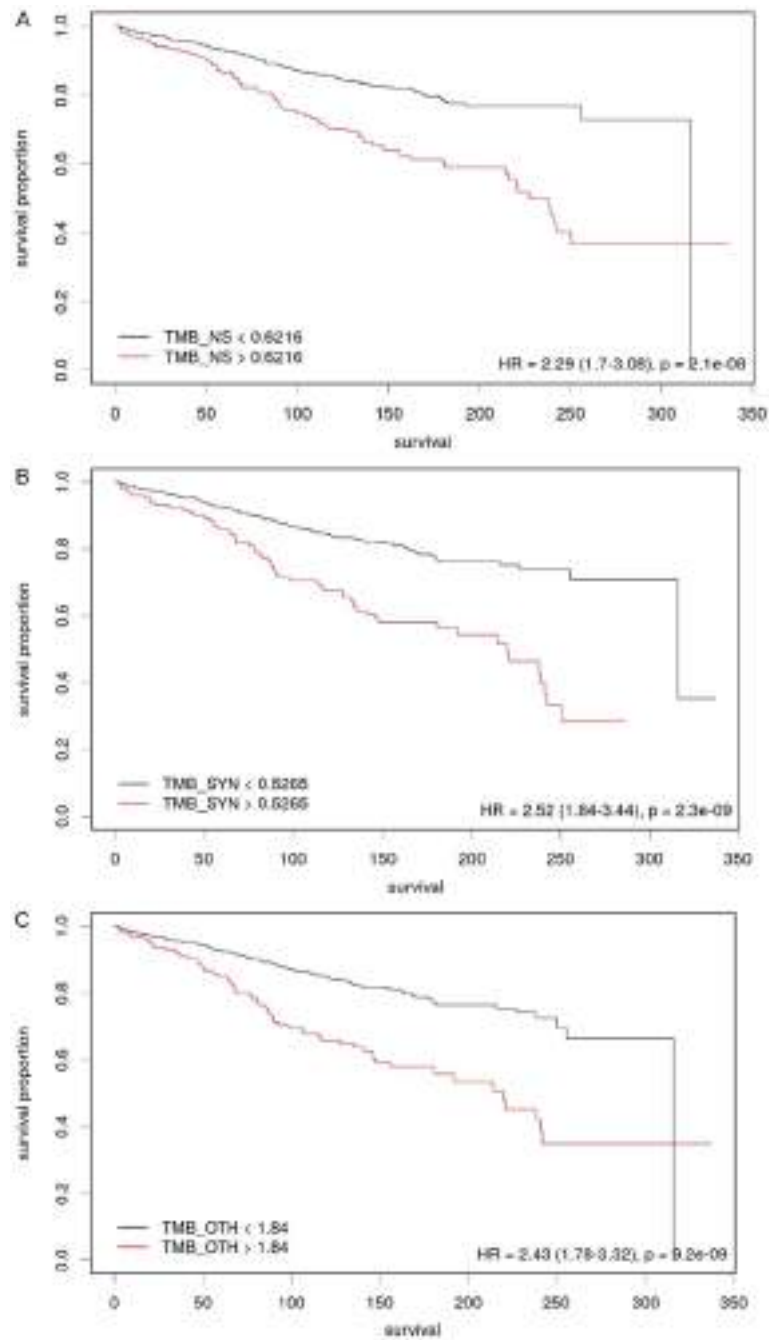 A
survival proportion
1.0
0.8
0.6
0.4
0.2
0.0
TMB_NS < 0.6216
TMB_NS > 0.6216
HR = 2.29 (1.7-3.08), p = 2.1e-08
0 50 100 150 200 250 300 350
survival
B
survival proportion
1.0
0.8
0.6
0.4
0.2
0.0
TMB_SYN < 0.5265
TMB_SYN > 0.5265
HR = 2.52 (1.84-3.44), p = 2.3e-09
0 50 100 150 200 250 300 350
survival
C
survival proportion
1.0
0.8
0.6
0.4
0.2
0.0
TMB_OTH < 1.84
TMB_OTH > 1.84
HR = 2.43 (1.78-3.32), p = 9.2e-09
0 50 100 150 200 250 300 350
survival